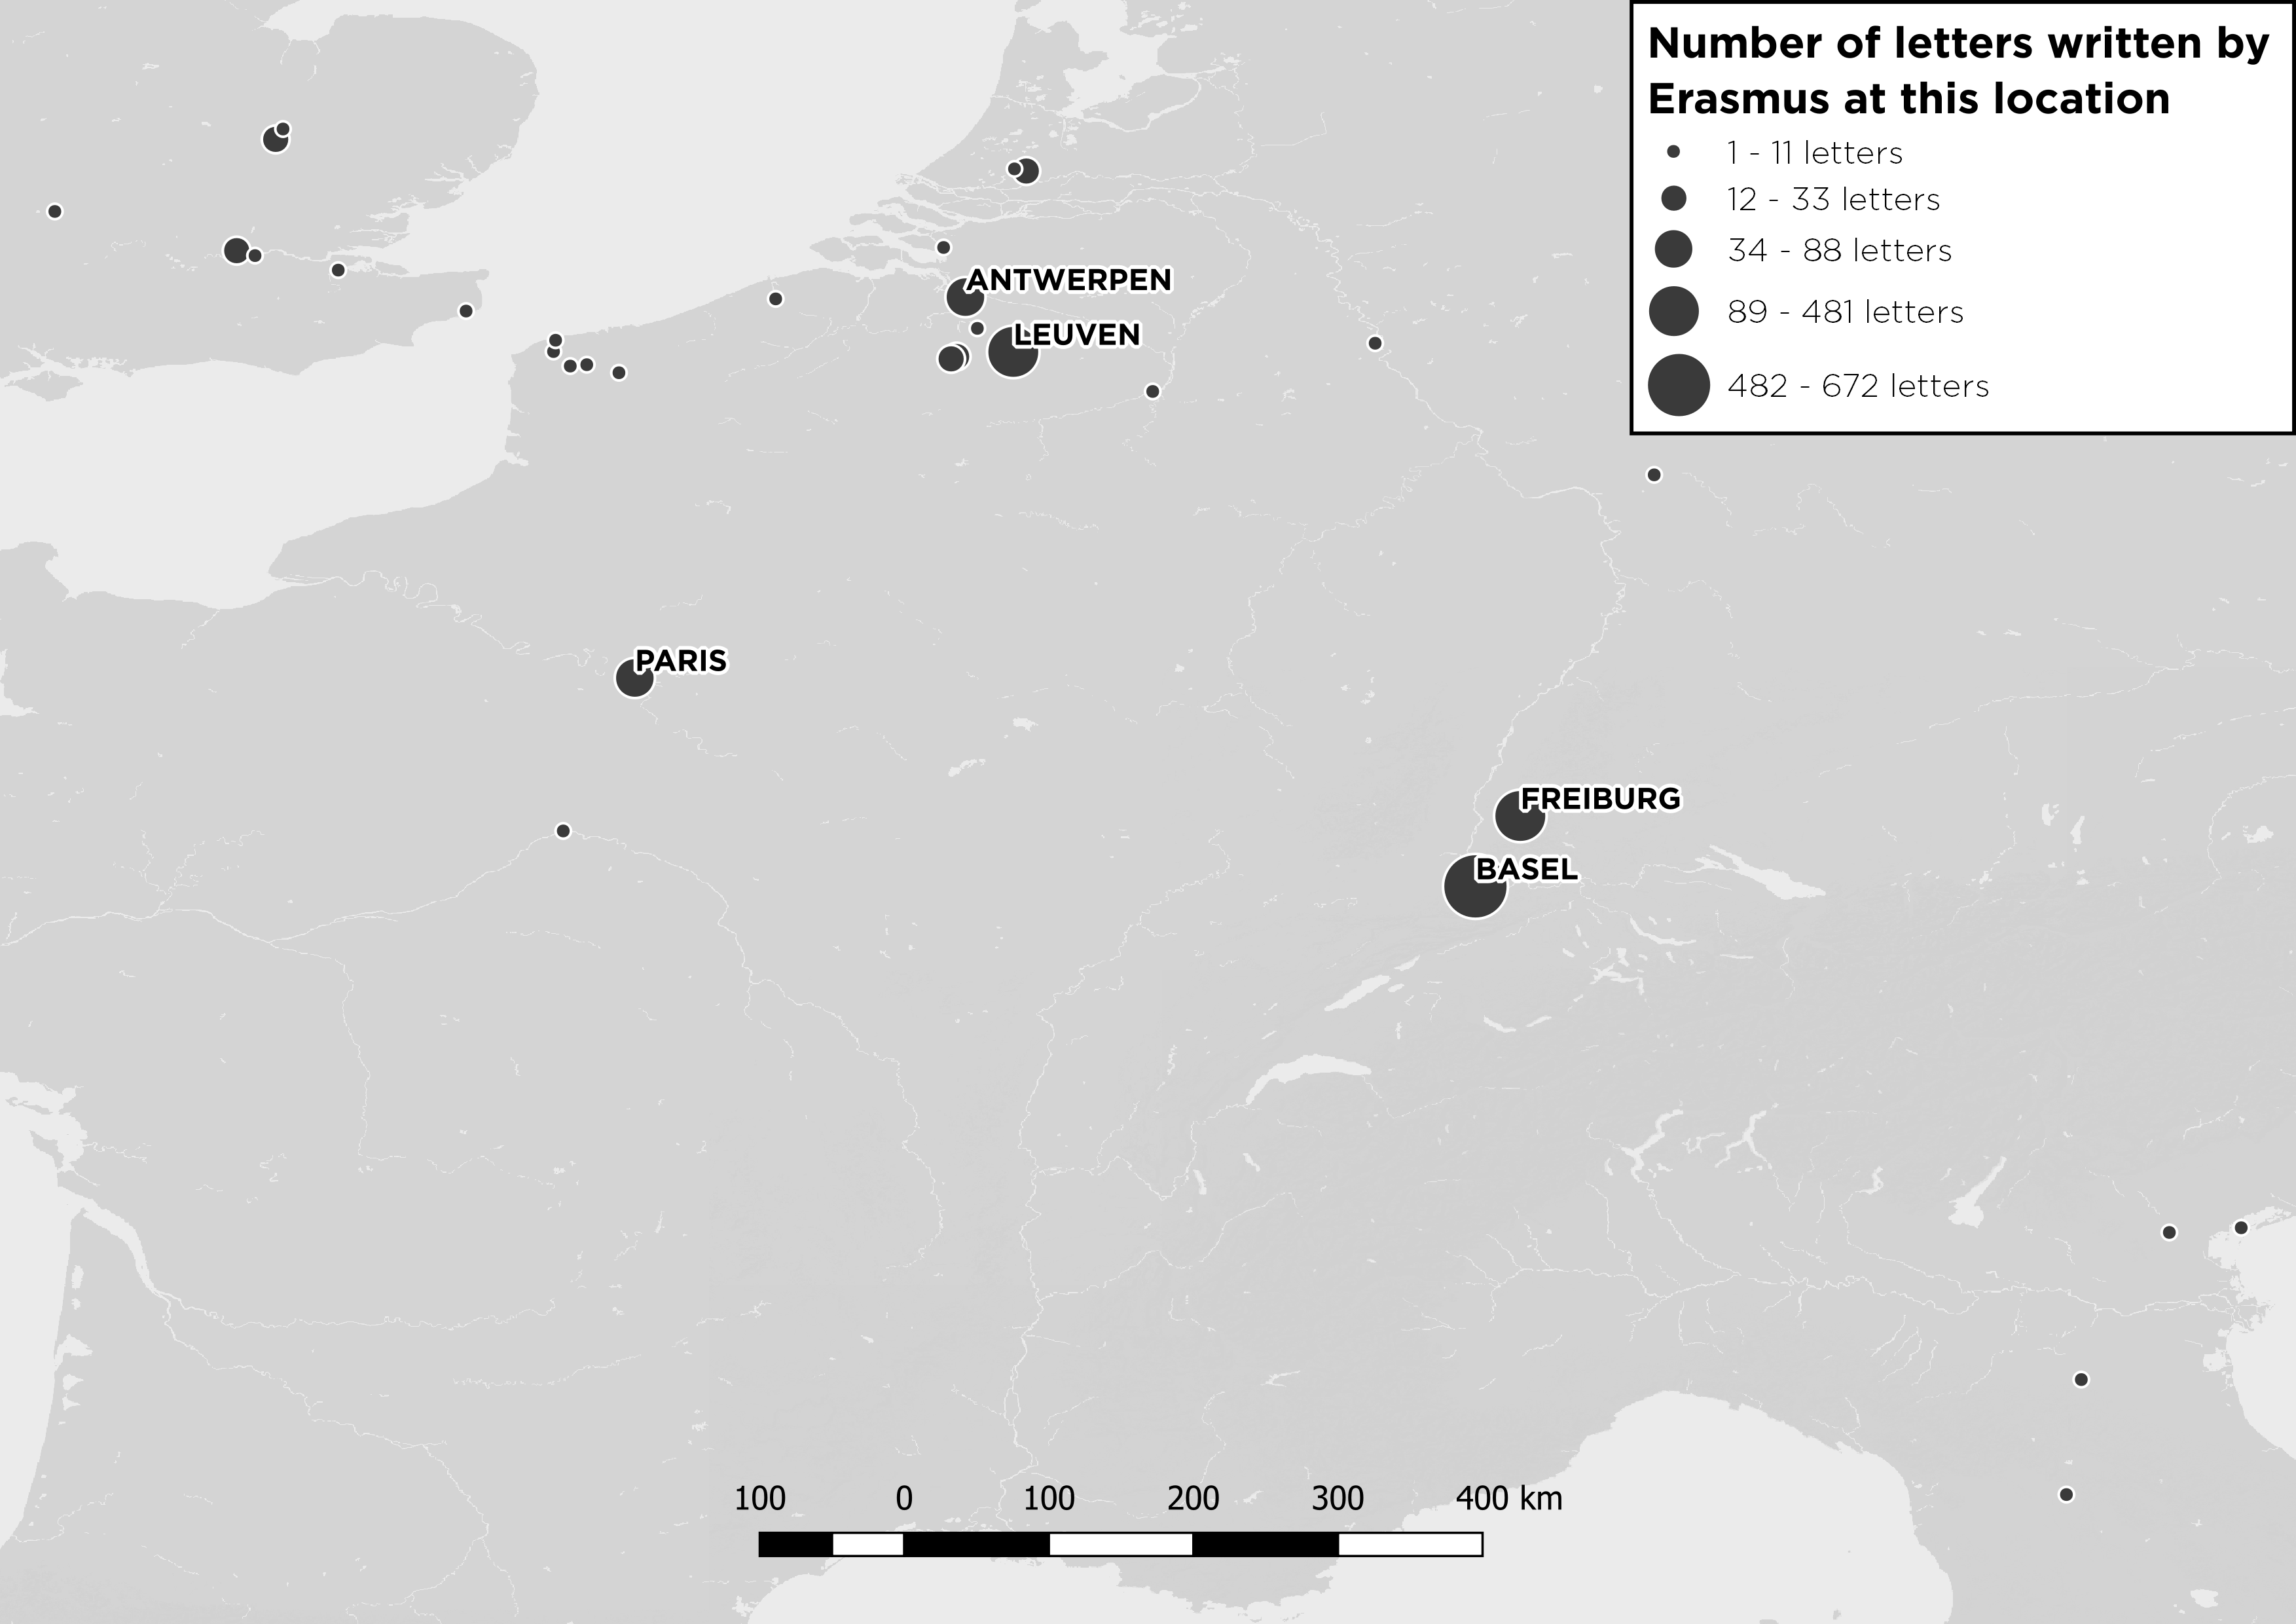 Number of letters written by
Erasmus at this location
1 - 11 letters
12 - 33 letters
34 - 88 letters
89 - 481 letters
482 - 672 letters
ANTWERPEN
LEUVEN
PARIS
FREIBURG
BASEL
100 0 100 200 300 400 km